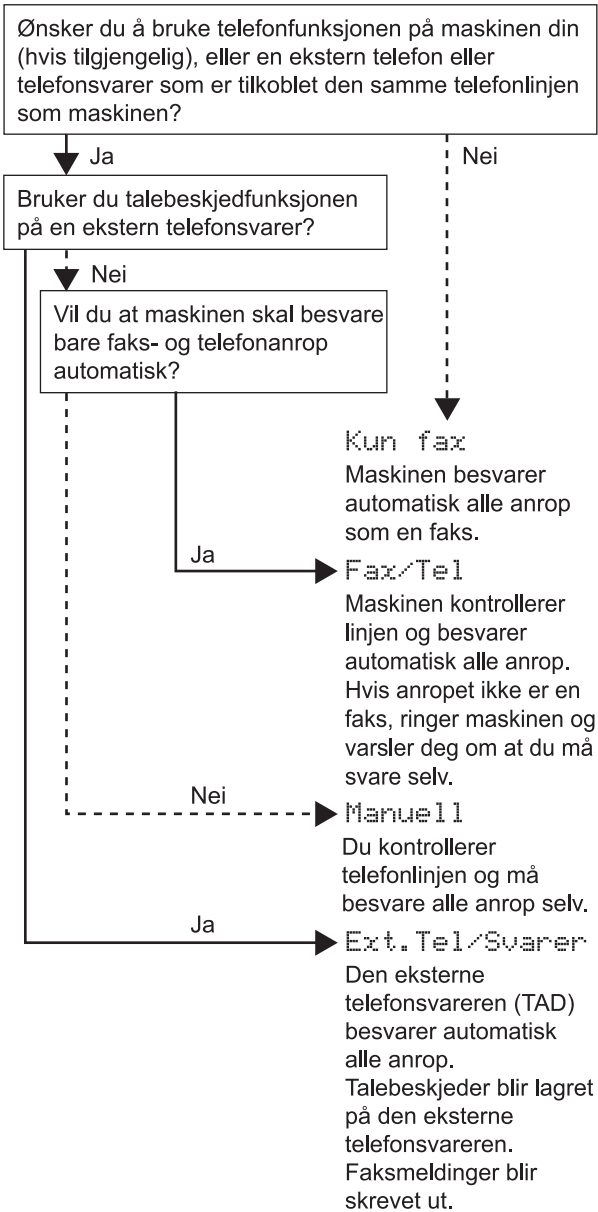 Ønsker du å bruke telefonfunksjonen på maskinen din
(hvis tilgjengelig), eller en ekstern telefon eller
telefonsvarer som er tilkoblet den samme telefonlinjen
som maskinen?
Ja
Nei
Bruker du talebeskjedfunksjonen
på en ekstern telefonsvarer?
Nei
Vil du at maskinen skal besvare
bare faks- og telefonanrop
automatisk?
Kun fax
Maskinen besvarer
automatisk alle anrop
som en faks.
Ja
Fax/Tel
Maskinen kontrollerer
linjen og besvarer
automatisk alle anrop.
Hvis anropet ikke er en
faks, ringer maskinen og
varsler deg om at du må
svare selv.
Nei
Manuell
Du kontrollerer
telefonlinjen og må
besvare alle anrop selv.
Ja
Ext.Tel/Svarer
Den eksterne
telefonsvareren (TAD)
besvarer automatisk
alle anrop.
Talebeskjeder blir lagret
på den eksterne
telefonsvareren.
Faksmeldinger blir
skrevet ut.